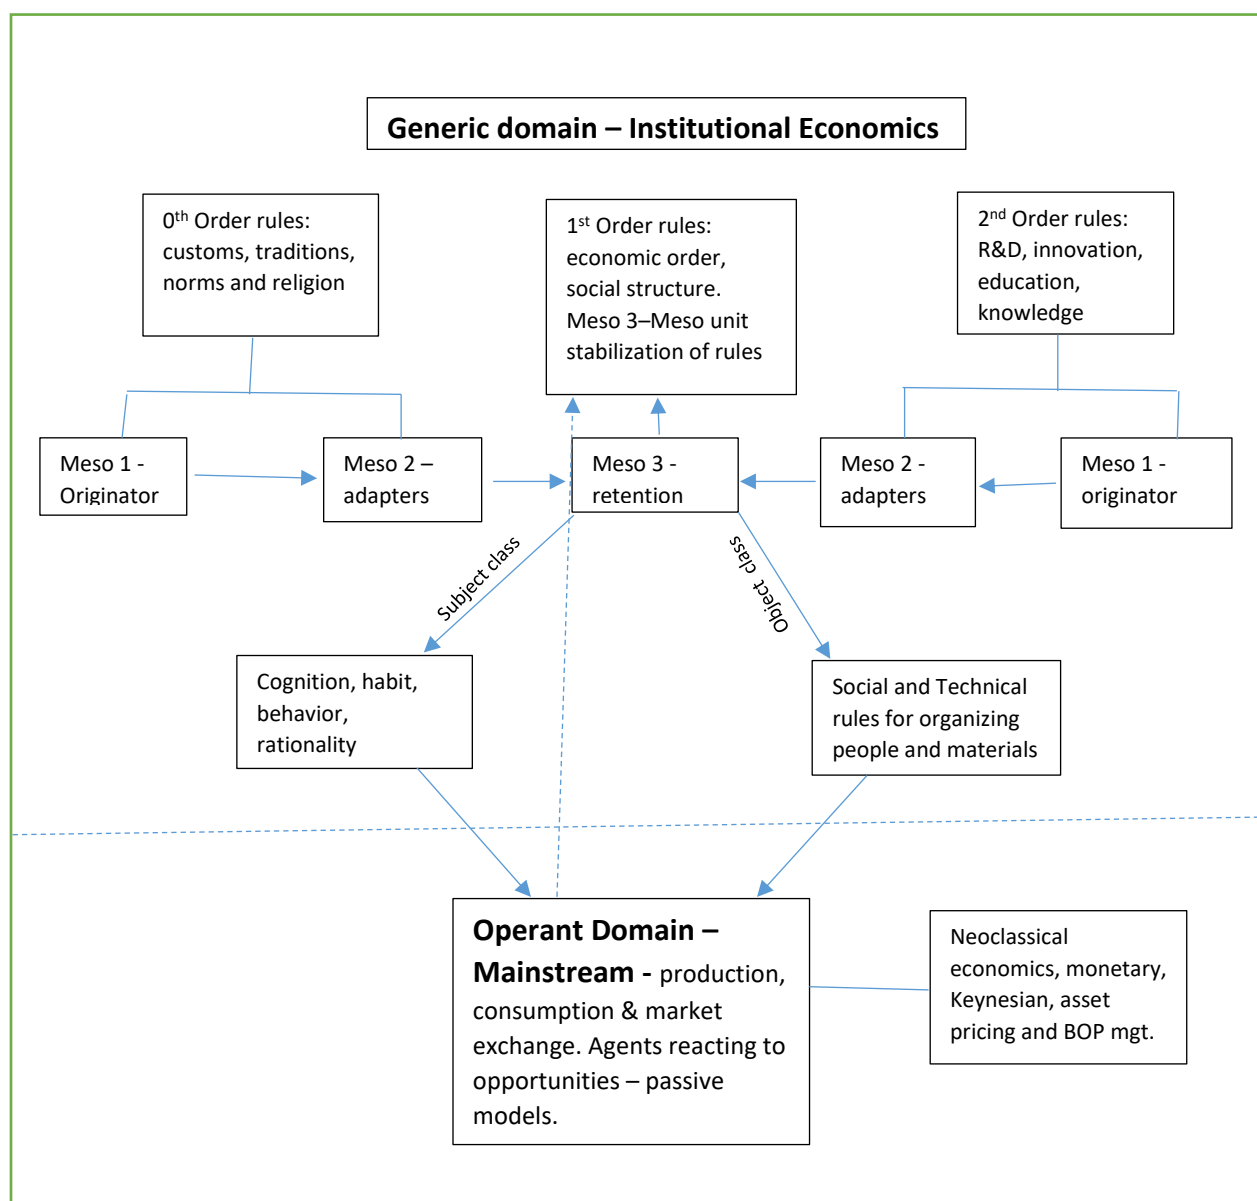 Generic domain – Institutional Economics
0th Order rules:
customs, traditions,
norms and religion
1st Order rules:
economic order,
social structure.
Meso 3–Meso unit
stabilization of rules
2nd Order rules:
R&D, innovation,
education,
knowledge
Meso 1 -
Originator
Meso 2 –
adapters
Meso 3 -
retention
Meso 2 -
adapters
Meso 1 -
originator
Subject class
Object class
Cognition, habit,
behavior,
rationality
Social and Technical
rules for organizing
people and materials
Operant Domain –
Mainstream - production,
consumption & market
exchange. Agents reacting to
opportunities – passive
models.
Neoclassical
economics, monetary,
Keynesian, asset
pricing and BOP mgt.